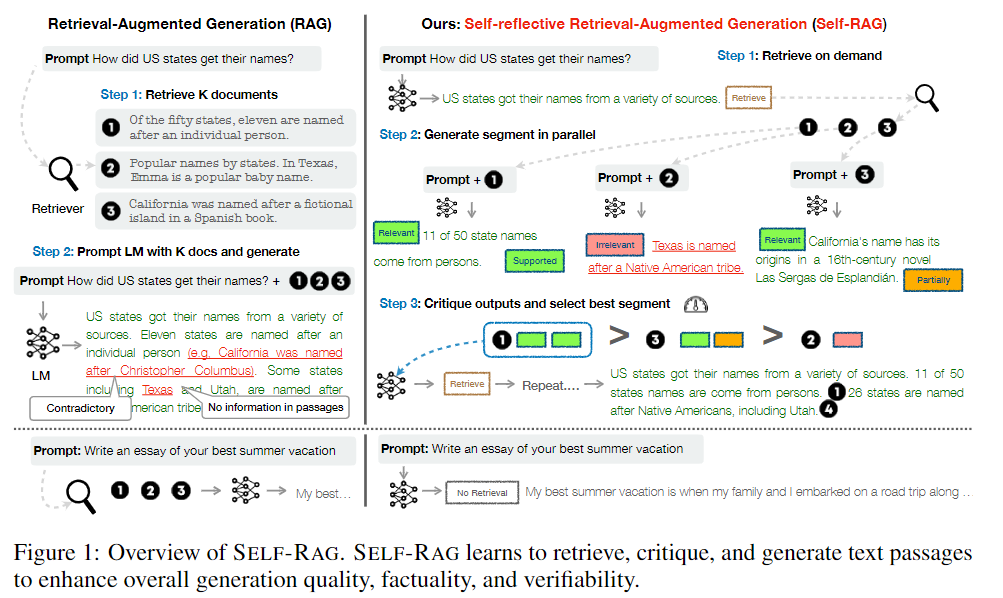 Retrieval-Augmented Generation (RAG)
Prompt How did US states get their names?
Step 1: Retrieve K documents
1 Of the fifty states, eleven are named
after an individual person.
2 Popular names by states. In Texas,
Emma is a popular baby name.
3 California was named after a fictional
island in a Spanish book.
Retriever
Step 2: Prompt LM with K docs and generate
Prompt How did US states get their names? + 1 2 3
LM
US states got their names from a variety of
sources. Eleven states are named after an
individual person (e.g, California was named
after Christopher Columbus). Some states
including Texas and Utah, are named after
Contradictory
No information in passages
American tribe
Prompt: Write an essay of your best summer vacation
1 2 3
My best...
Ours: Self-reflective Retrieval-Augmented Generation (Self-RAG)
Prompt How did US states get their names?
Step 1: Retrieve on demand
US states got their names from a variety of sources. Retrieve
Step 2: Generate segment in parallel
1 2 3
Prompt + 1
Relevant 11 of 50 state names
come from persons. Supported
Prompt + 2
Irrelevant Texas is named
after a Native American tribe.
Prompt + 3
Relevant California's name has its
origins in a 16th-century novel
Las Sergas de Esplandián. Partially
Step 3: Critique outputs and select best segment
1 > 3 > 2
Retrieve Repeat....
US states got their names from a variety of sources. 11 of 50
states names are come from persons. 1 26 states are named
after Native Americans, including Utah. 4
Prompt: Write an essay of your best summer vacation
No Retrieval My best summer vacation is when my family and I embarked on a road trip along ..
Figure 1: Overview of SELF-RAG. SELF-RAG learns to retrieve, critique, and generate text passages
to enhance overall generation quality, factuality, and verifiability.